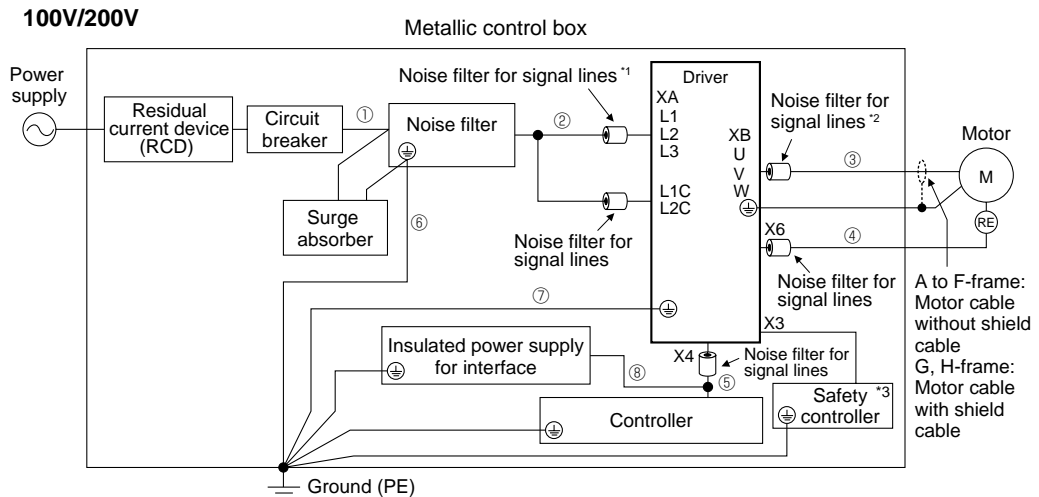 100V/200V
Metallic control box
Power
supply
Residual
current device
(RCD)
Circuit
breaker
①
Noise filter
②
Noise filter for signal lines *1
Driver
XA
L1
L2
L3
L1C
L2C
XB
U
V
W
X6
X3
X4
Noise filter for
signal lines *2
③
Motor
M
RE
④
Surge
absorber
⑥
Noise filter for
signal lines
Noise filter for
signal lines
A to F-frame:
Motor cable
without shield
cable
G, H-frame:
Motor cable
with shield
cable
⑦
Insulated power supply
for interface
⑧
Noise filter for
signal lines
⑤
Controller
Safety *3
controller
Ground (PE)